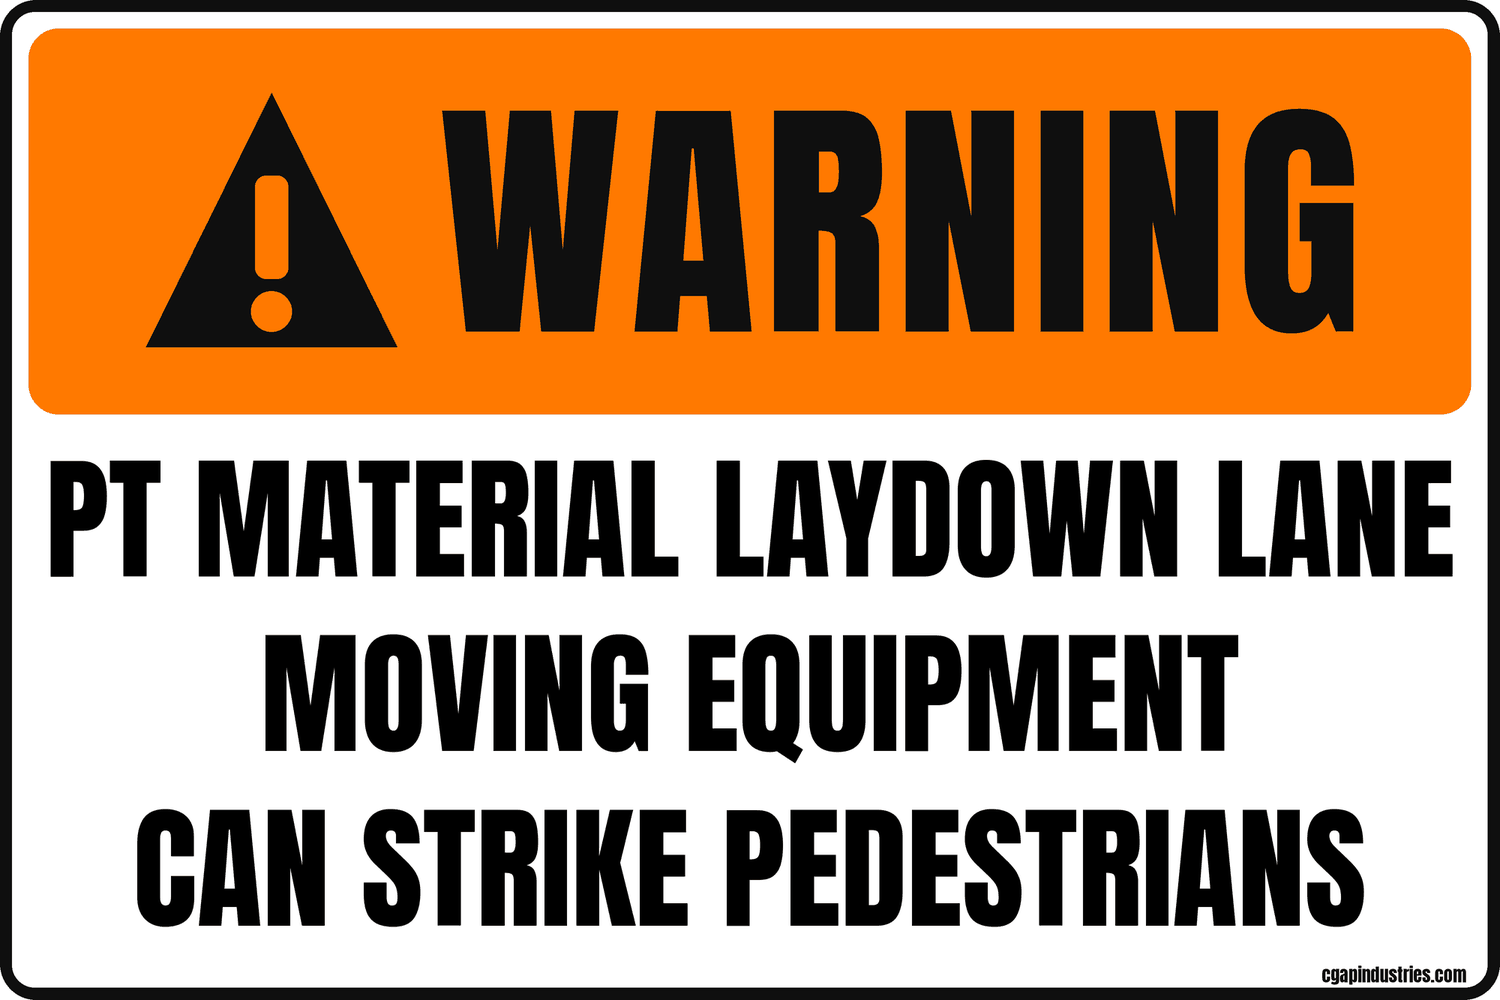 WARNING
PT MATERIAL LAYDOWN LANE
MOVING EQUIPMENT
CAN STRIKE PEDESTRIANS
cgapindustries.com